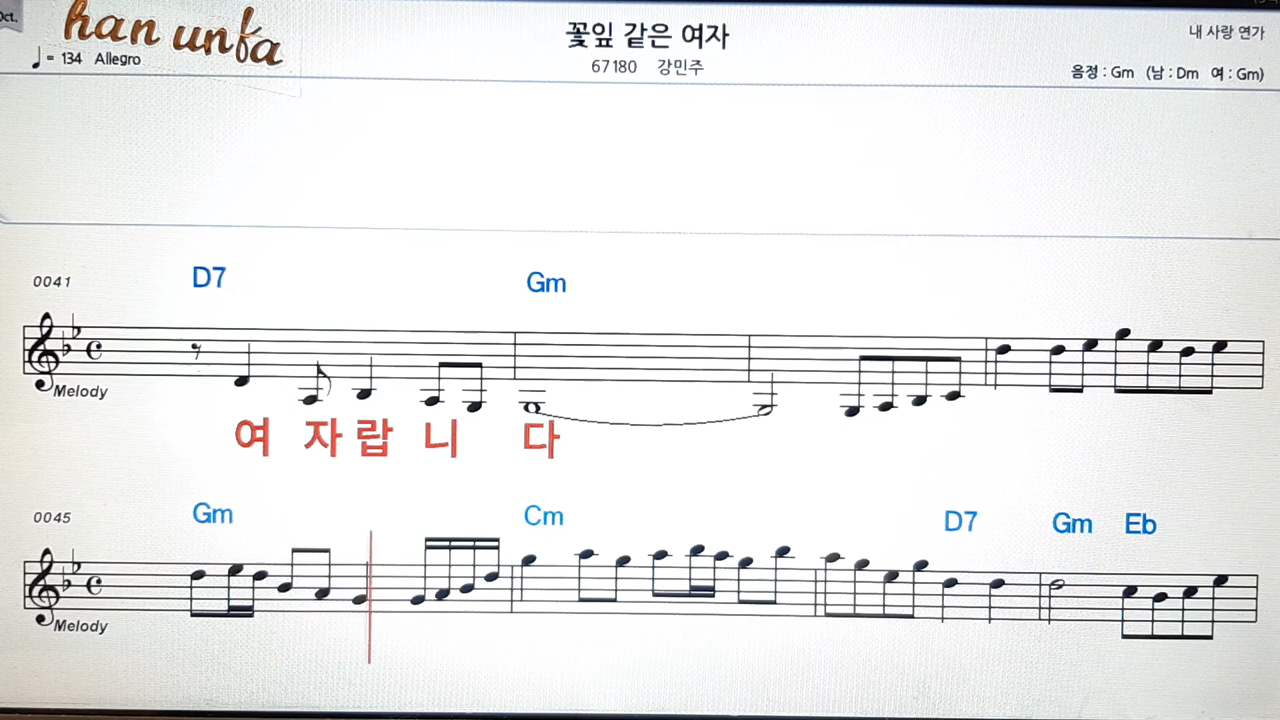 Oct.
han unfa
♩ = 134 Allegro
꽃잎 같은 여자
67180 강민주
내 사랑 연가
음정 : Gm (남 : Dm 여 : Gm)
0041
D7 Gm
Melody
여 자 랍 니 다
0045
Gm Cm D7 Gm Eb
Melody